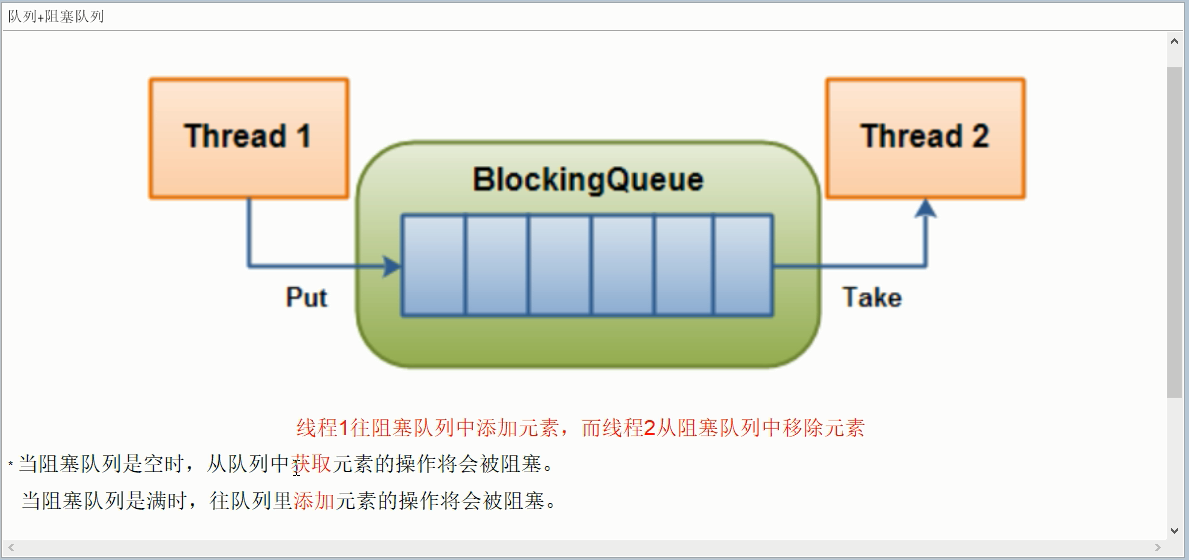 队列+阻塞队列
Thread 1
Thread 2
BlockingQueue
Put
Take
线程1往阻塞队列中添加元素，而线程2从阻塞队列中移除元素
* 当阻塞队列是空时，从队列中获取元素的操作将会被阻塞。
当阻塞队列是满时，往队列里添加元素的操作将会被阻塞。